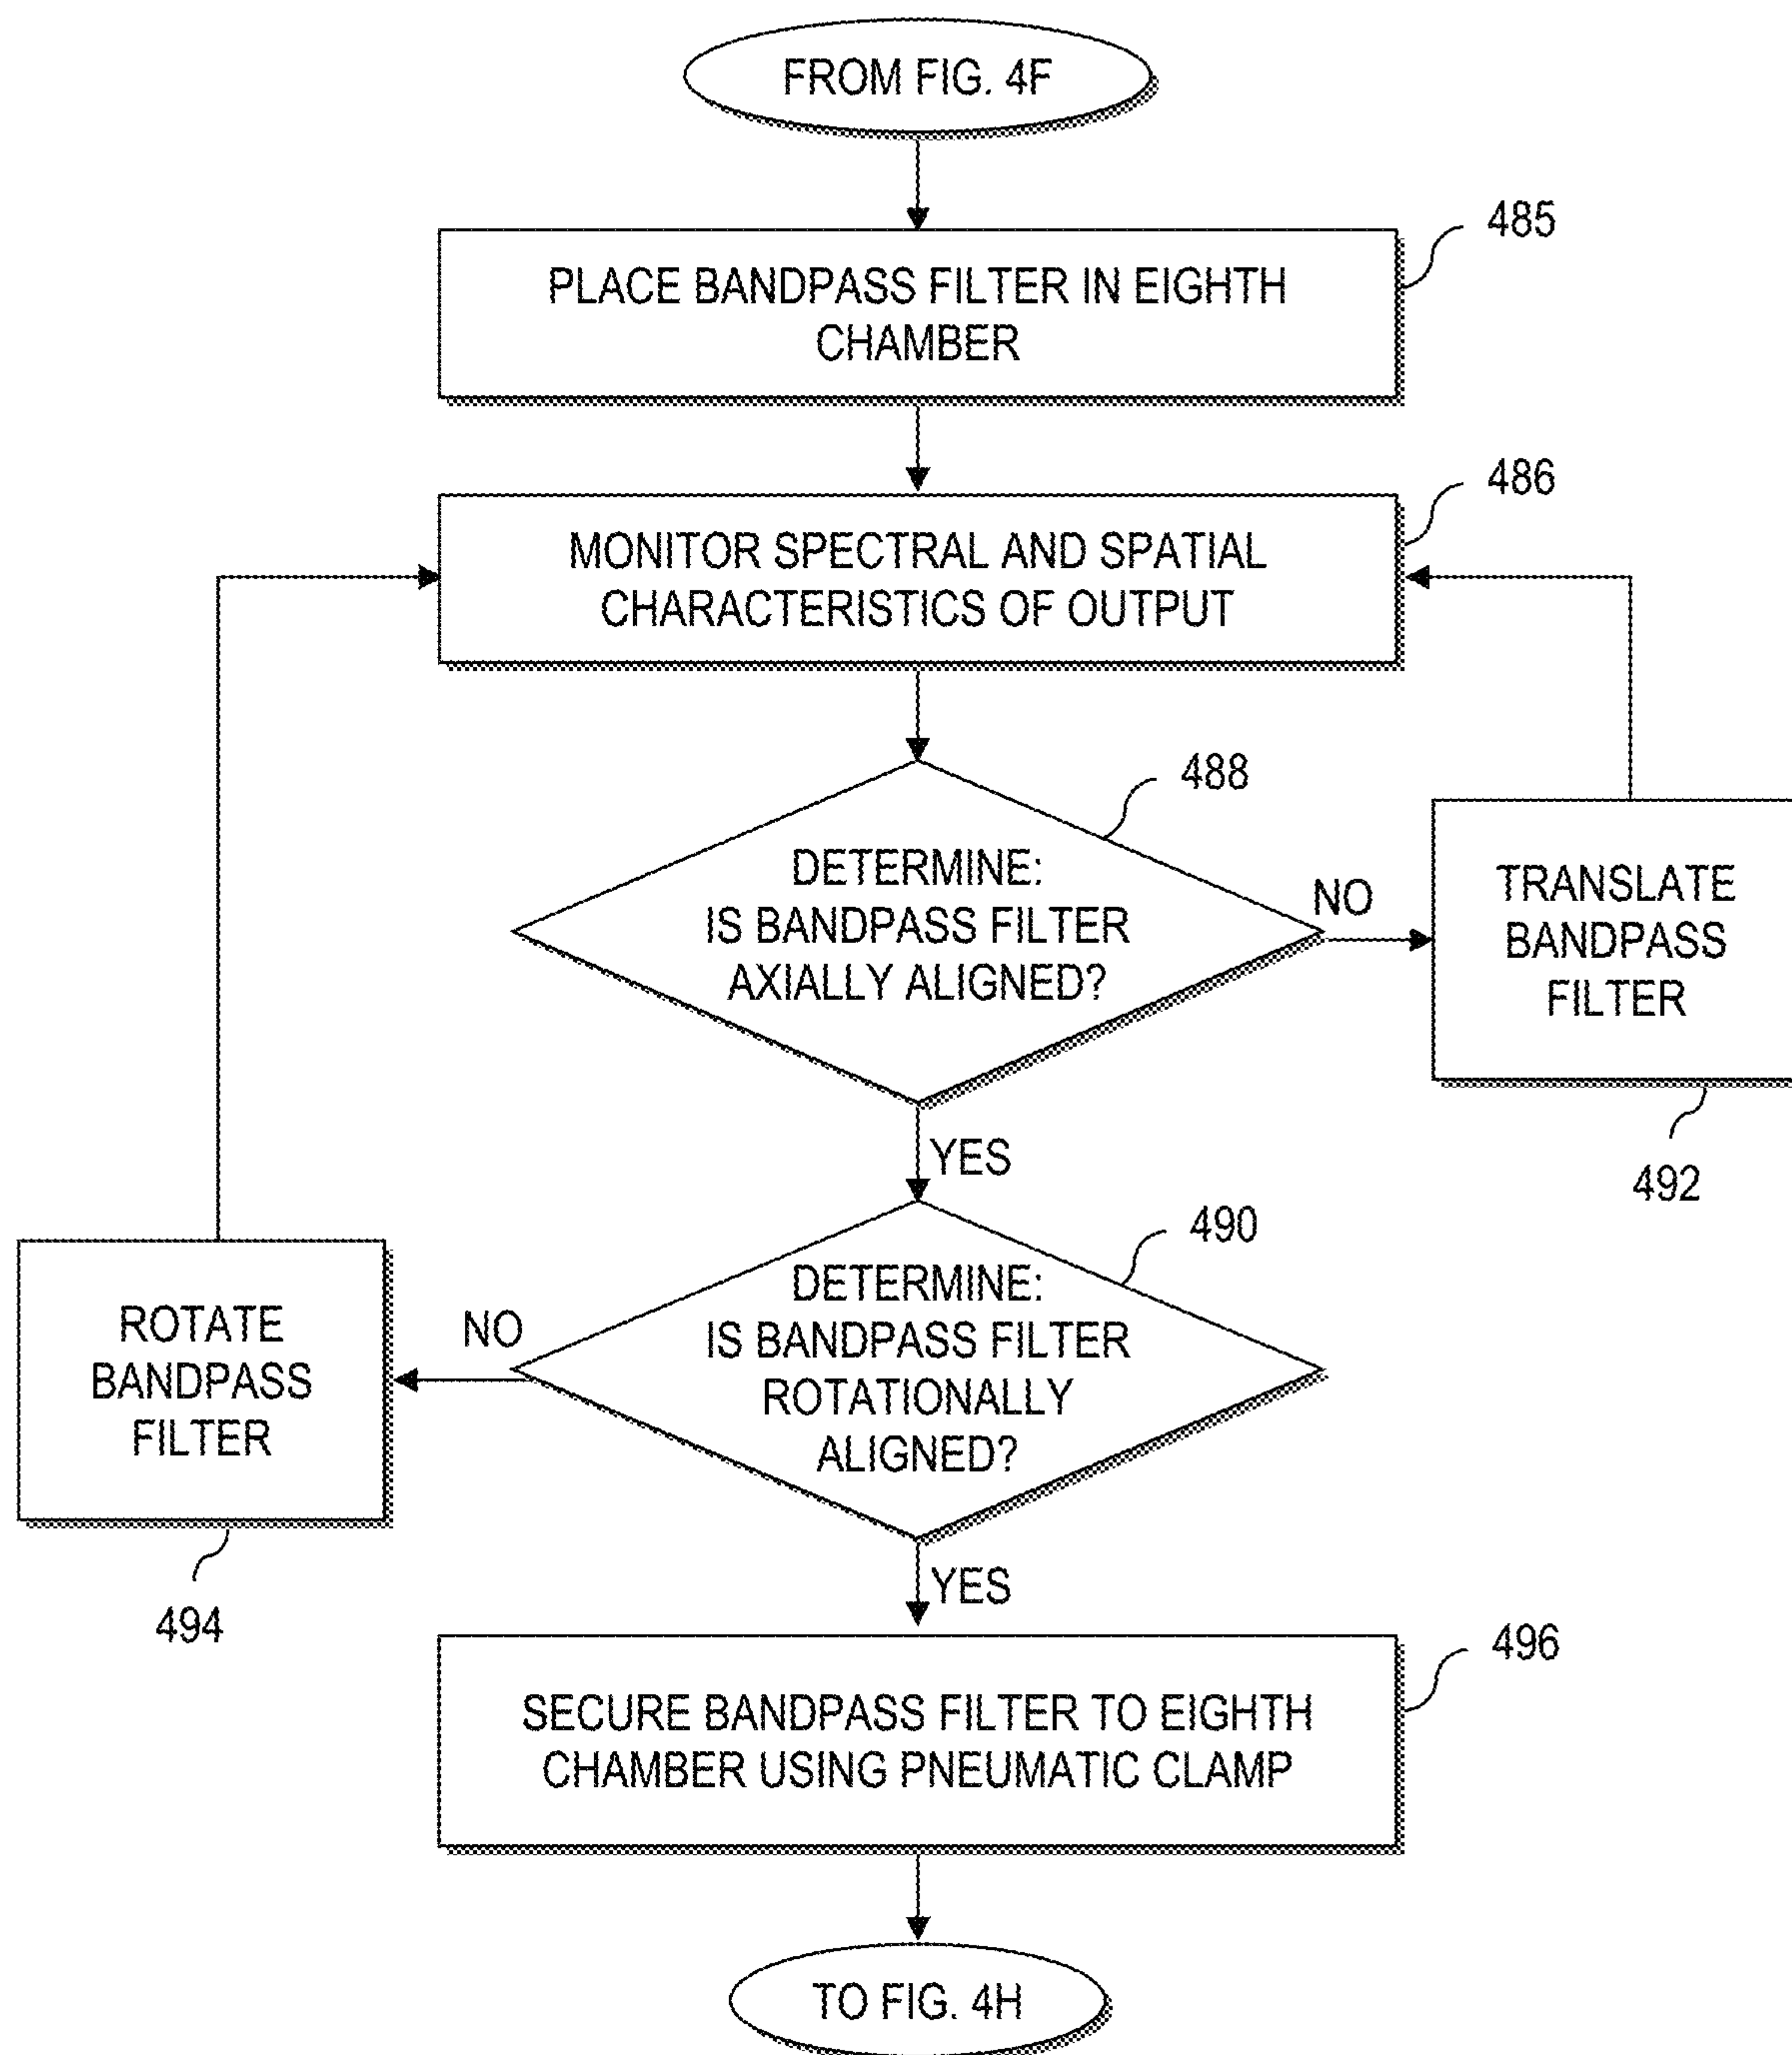 FROM FIG. 4F
485
PLACE BANDPASS FILTER IN EIGHTH
CHAMBER
486
MONITOR SPECTRAL AND SPATIAL
CHARACTERISTICS OF OUTPUT
488
DETERMINE:
IS BANDPASS FILTER
AXIALLY ALIGNED?
NO
TRANSLATE
BANDPASS
FILTER
492
YES
490
DETERMINE:
IS BANDPASS FILTER
ROTATIONALLY
ALIGNED?
NO
ROTATE
BANDPASS
FILTER
494
YES
496
SECURE BANDPASS FILTER TO EIGHTH
CHAMBER USING PNEUMATIC CLAMP
TO FIG. 4H